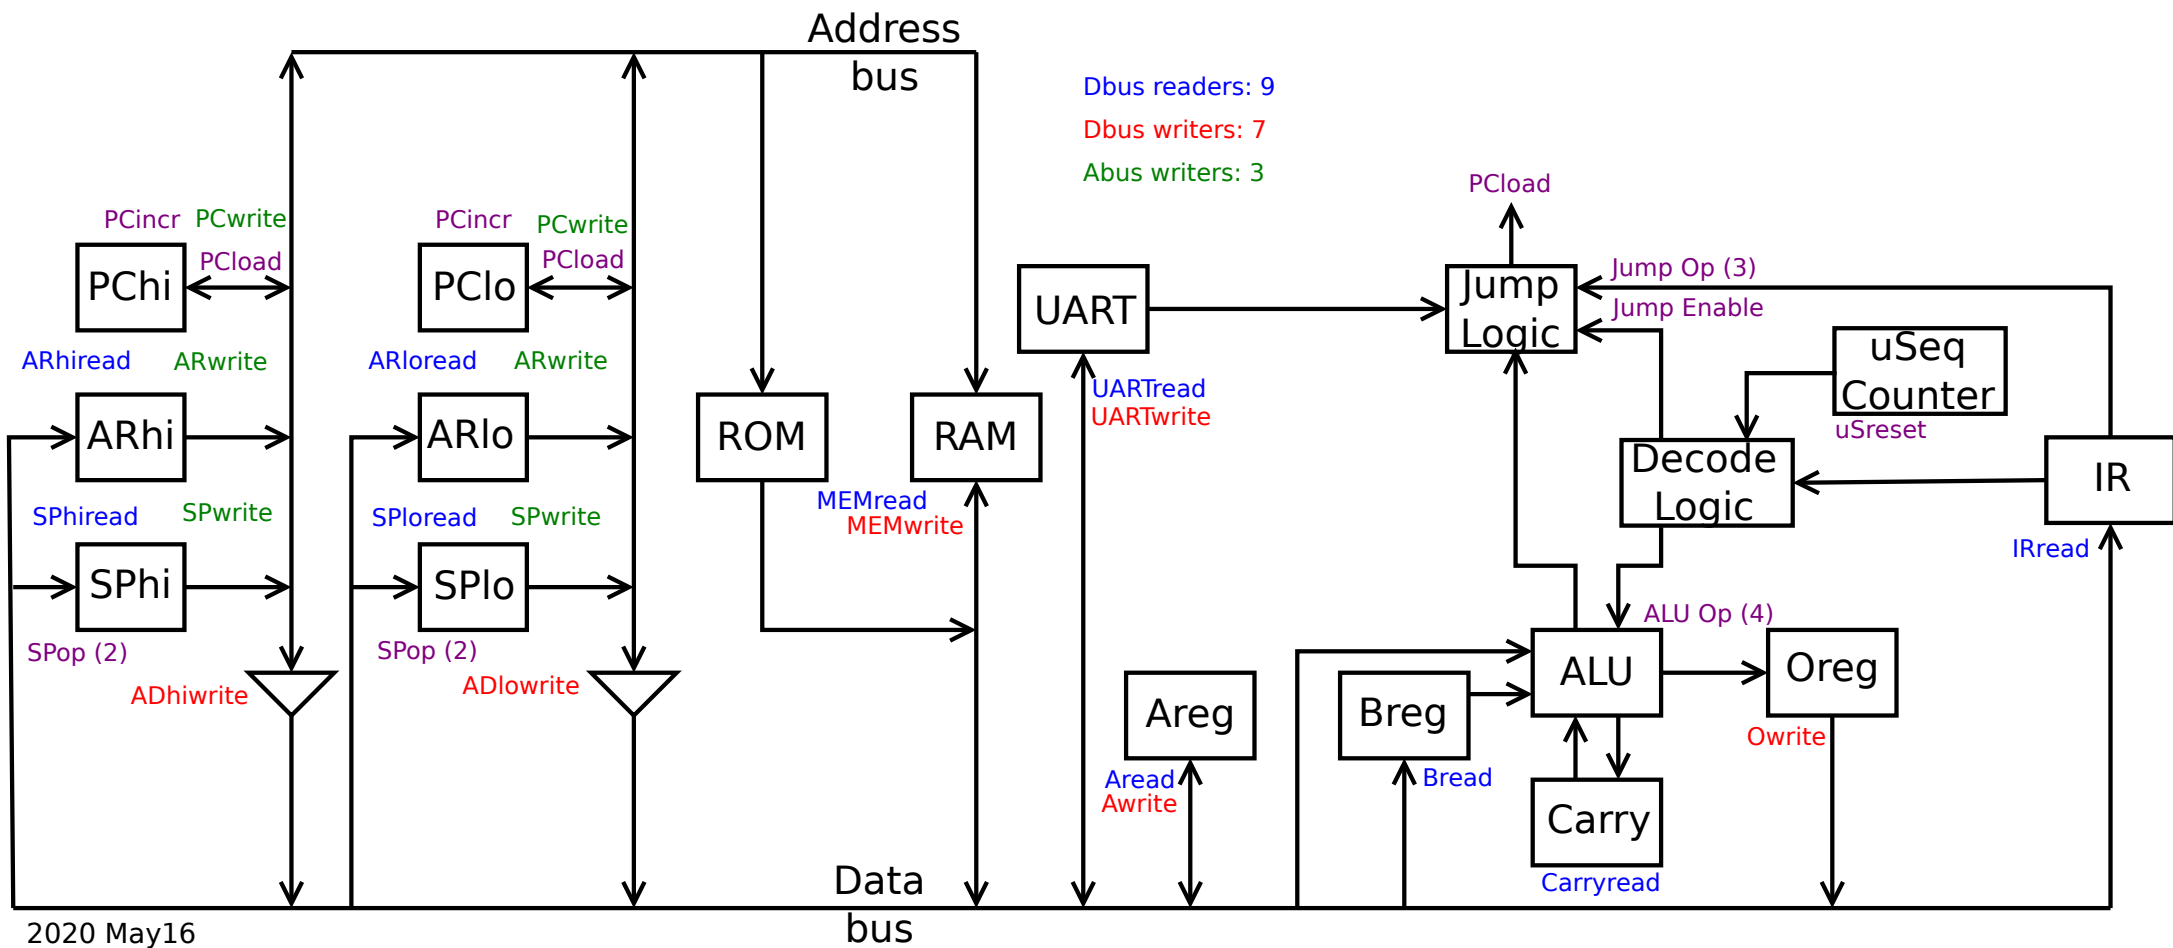 Address
bus
Dbus readers: 9
Dbus writers: 7
Abus writers: 3
PCload
PCincr PCwrite
PCload
PChi
PCincr
PCwrite
PCload
PClo
UART
Jump
Logic
Jump Op (3)
Jump Enable
uSeq
Counter
uSreset
ARhiread ARwrite
ARhi
ARloread ARwrite
ARlo
ROM
RAM
UARTread
UARTwrite
Decode
Logic
IR
IRread
MEMread
MEMwrite
SPhiread SPwrite
SPhi
SPop (2)
SPloread SPwrite
SPlo
SPop (2)
ADhiwrite
ADlowrite
ALU Op (4)
ALU
Oreg
Owrite
Areg
Aread
Awrite
Breg
Bread
Carry
Carryread
Data
bus
2020 May16